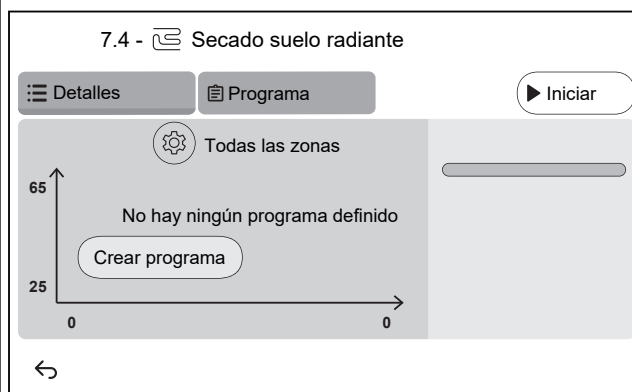 7.4 - Secado suelo radiante
Detalles
Programa
Iniciar
Todas las zonas
65
No hay ningún programa definido
Crear programa
25
0
0